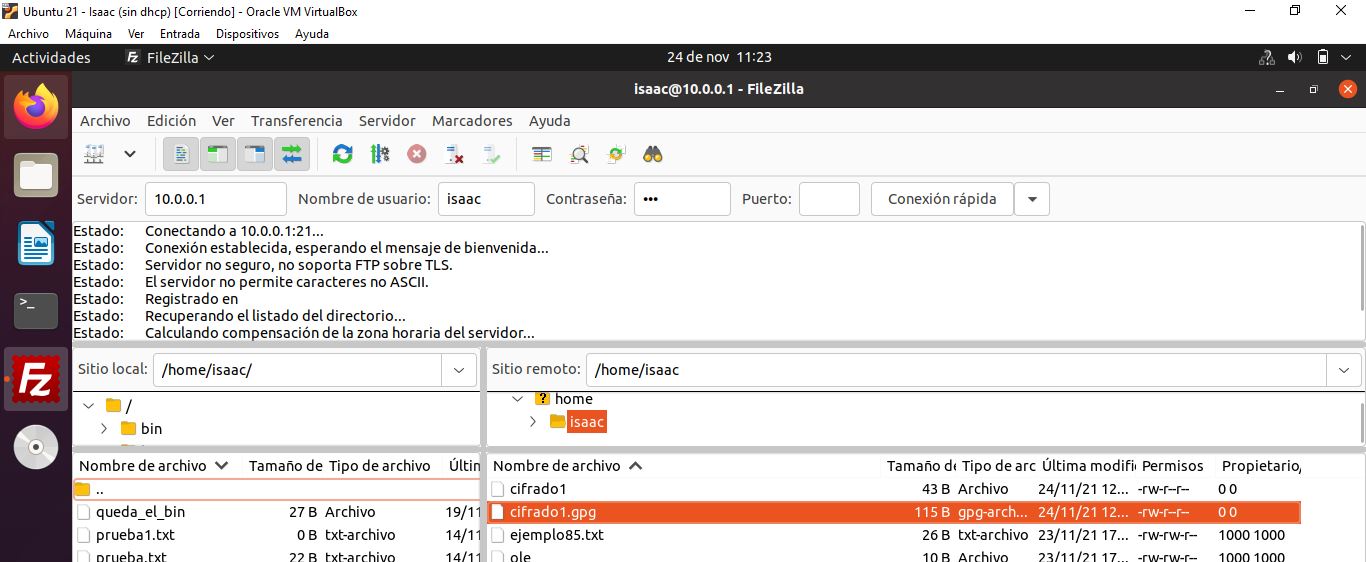 Ubuntu 21 - Isaac (sin dhcp) [Corriendo] - Oracle VM VirtualBox
Archivo Máquina Ver Entrada Dispositivos Ayuda
Actividades FileZilla 24 de nov 11:23
isaac@10.0.0.1 - FileZilla
Archivo Edición Ver Transferencia Servidor Marcadores Ayuda
Servidor: 10.0.0.1 Nombre de usuario: isaac Contraseña: ••• Puerto: Conexión rápida
Estado: Conectando a 10.0.0.1:21...
Estado: Conexión establecida, esperando el mensaje de bienvenida...
Estado: Servidor no seguro, no soporta FTP sobre TLS.
Estado: El servidor no permite caracteres no ASCII.
Estado: Registrado en
Estado: Recuperando el listado del directorio...
Estado: Calculando compensación de la zona horaria del servidor...
Sitio local: /home/isaac/ Sitio remoto: /home/isaac
/ ? home
bin isaac
Nombre de archivo Tamaño de Tipo de archivo Últin Nombre de archivo Tamaño de Tipo de arc Última modifi Permisos Propietario/
.. cifrado1 43 B Archivo 24/11/21 12... -rw-r--r-- 0 0
queda_el_bin 27 B Archivo 19/11 cifrado1.gpg 115 B gpg-arch... 24/11/21 12... -rw-r--r-- 0 0
prueba1.txt 0 B txt-archivo 14/11 ejemplo85.txt 26 B txt-archivo 23/11/21 17... -rw-rw-r-- 1000 1000
prueba.txt 22 B txt-archivo 14/11 ole 10 B Archivo 23/11/21 17... -rw-rw-r-- 1000 1000